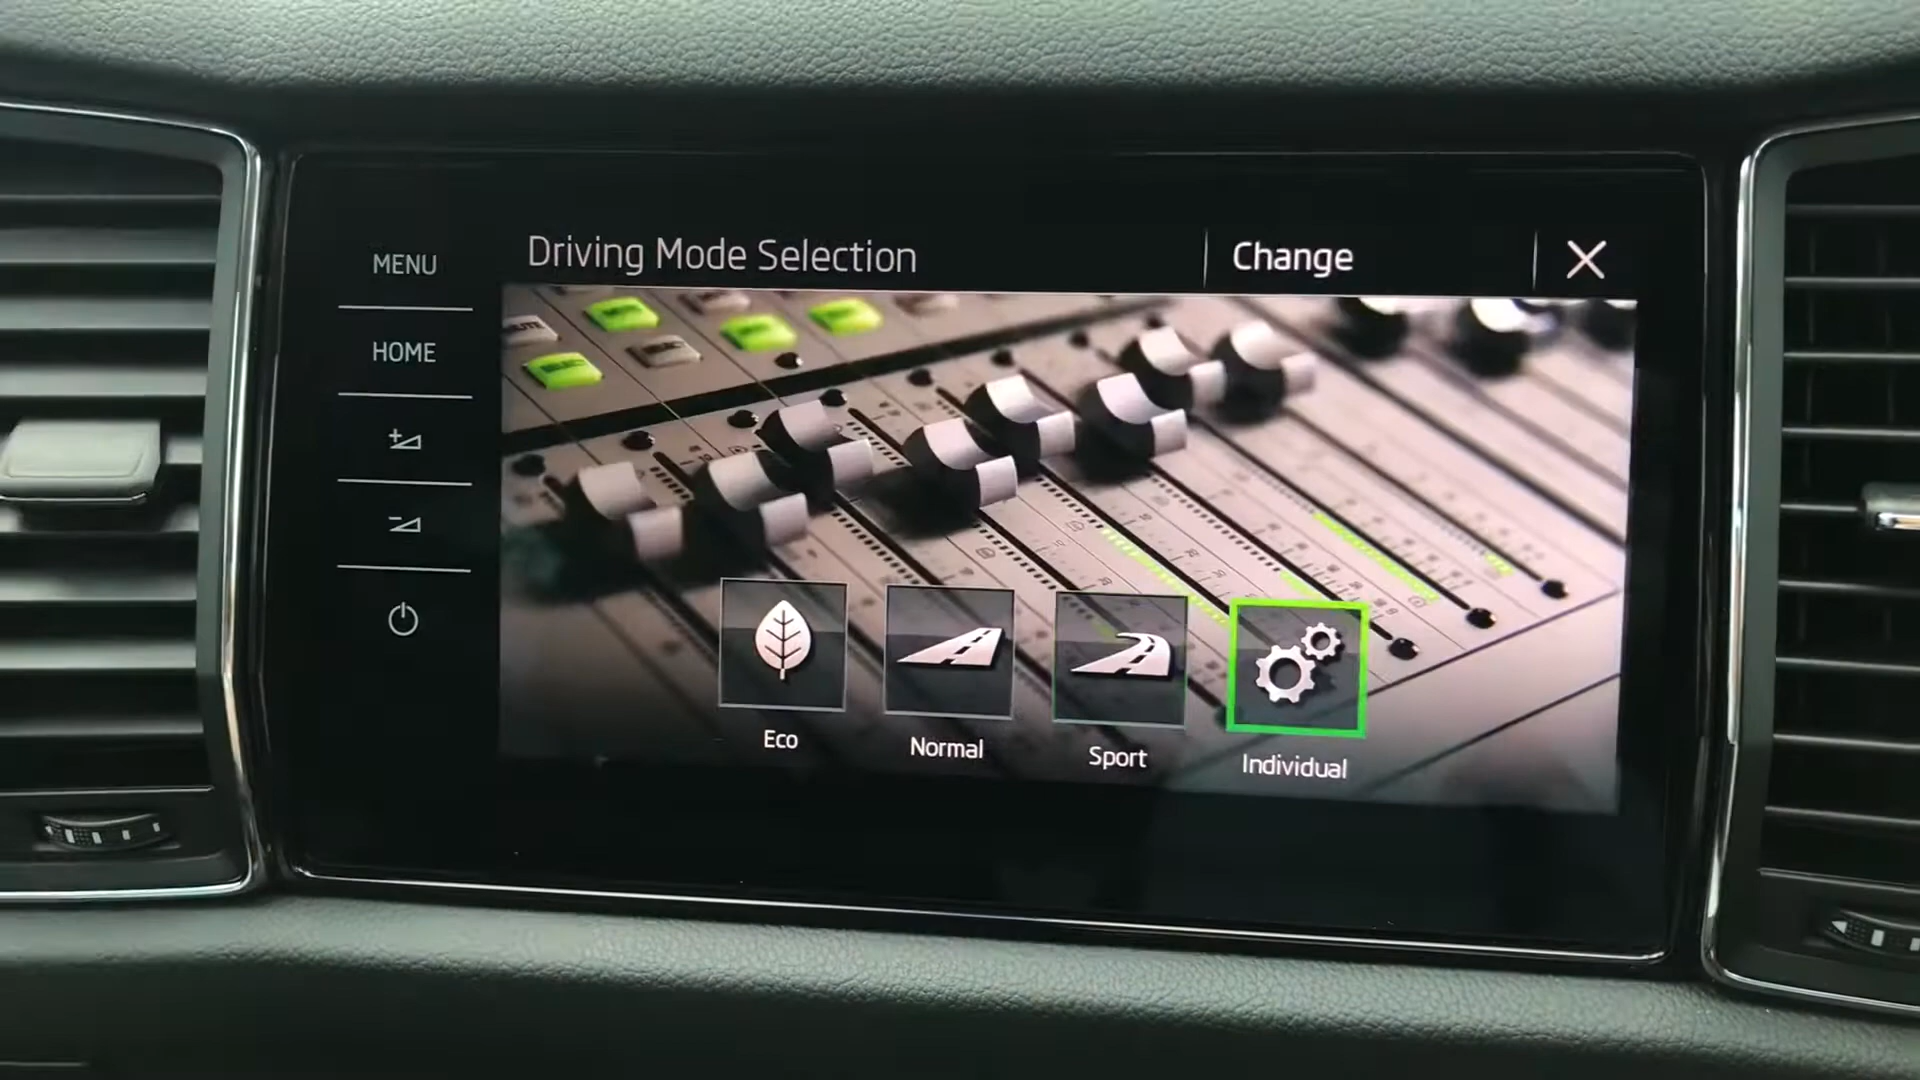 MENU
HOME
Driving Mode Selection
Change
Eco
Normal
Sport
Individual